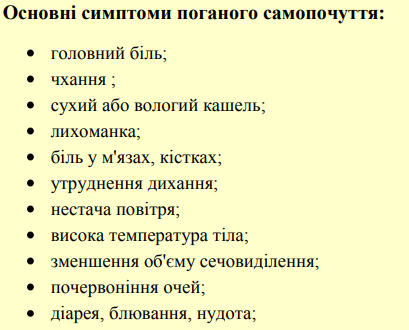 Основні симптоми поганого самопочуття:
• головний біль;
• чхання ;
• сухий або вологий кашель;
• лихоманка;
• біль у м'язах, кістках;
• утруднення дихання;
• нестача повітря;
• висока температура тіла;
• зменшення об'єму сечовиділення;
• почервоніння очей;
• діарея, блювання, нудота;